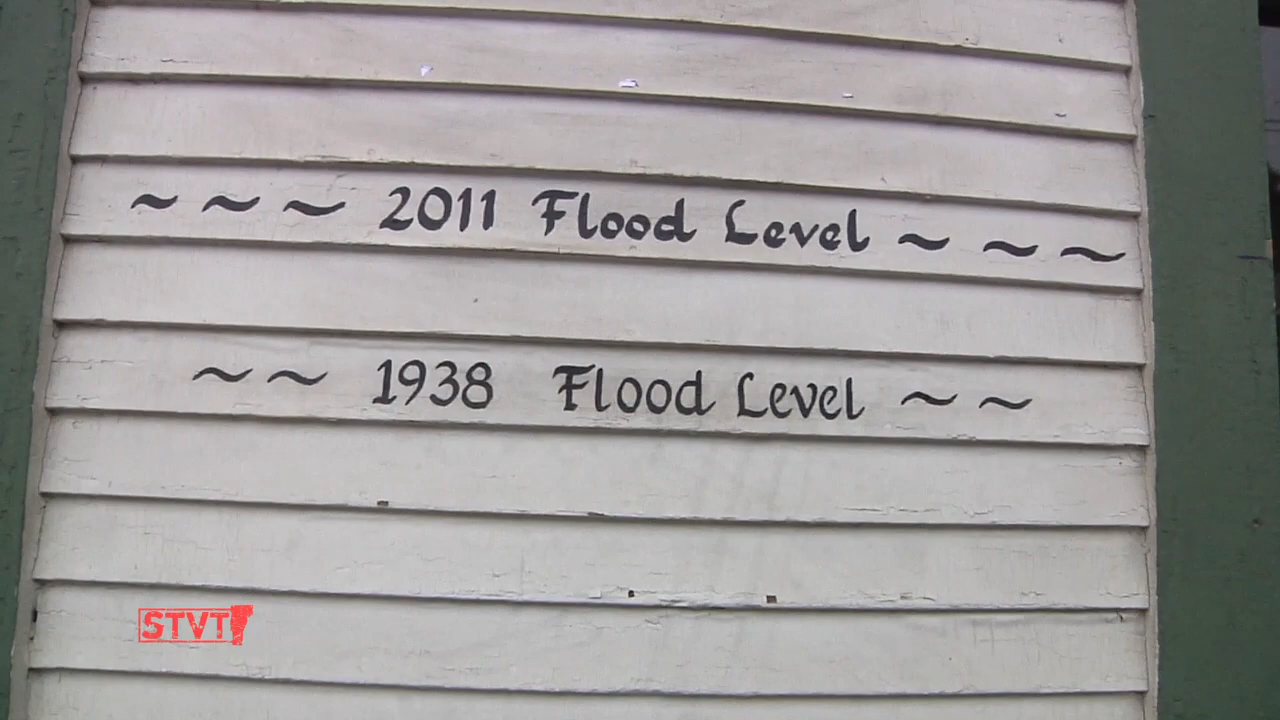 ~ ~ ~ 2011 Flood Level ~ ~ ~
~ ~ 1938 Flood Level ~ ~
STVT